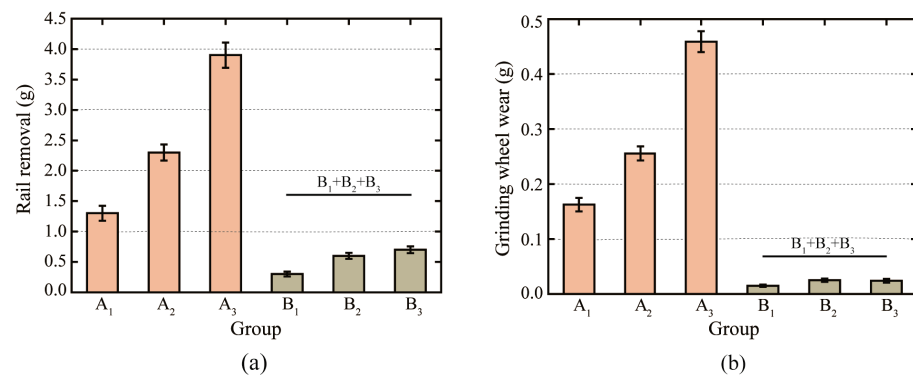 Rail removal (g)
4.5
4.0
3.5
3.0
2.5
2.0
1.5
1.0
0.5
0.0
B₁+B₂+B₃
A₁ A₂ A₃ B₁ B₂ B₃
Group
(a)
Grinding wheel wear (g)
0.5
0.4
0.3
0.2
0.1
0.0
B₁+B₂+B₃
A₁ A₂ A₃ B₁ B₂ B₃
Group
(b)